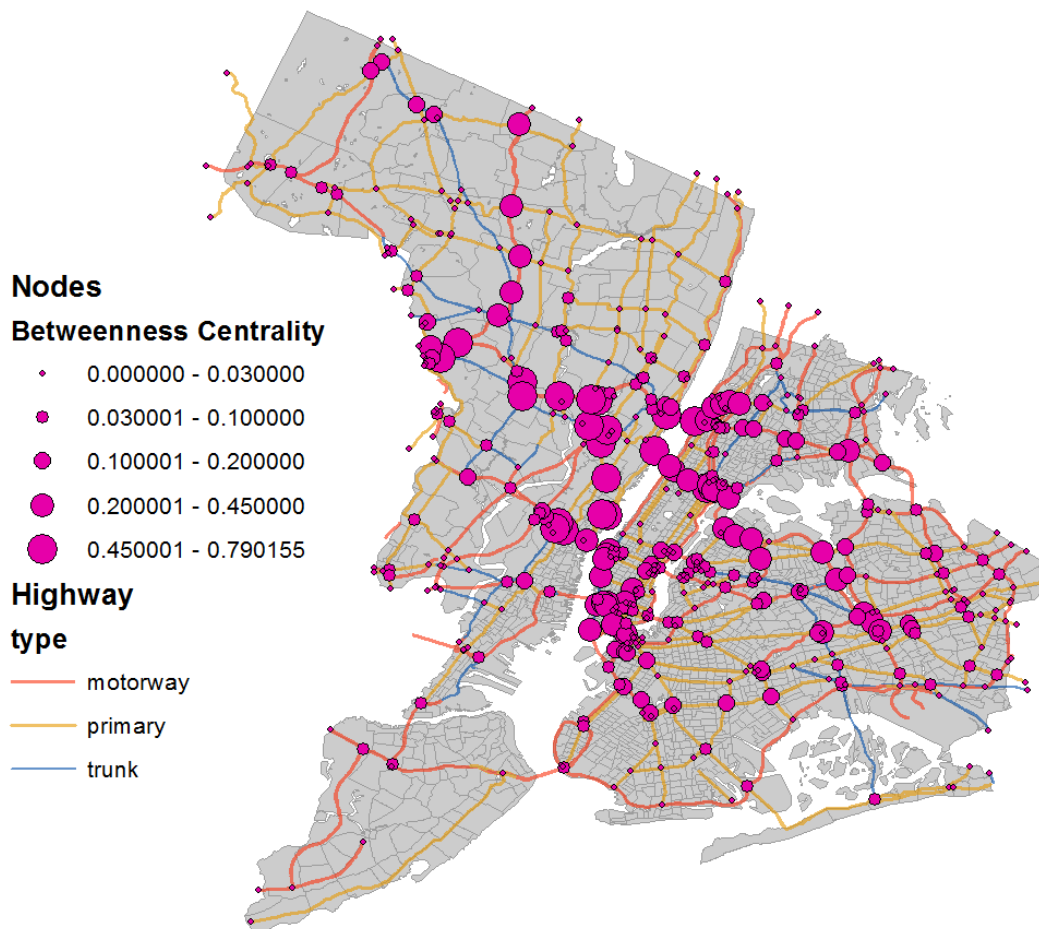 Nodes
Betweenness Centrality
0.000000 - 0.030000
0.030001 - 0.100000
0.100001 - 0.200000
0.200001 - 0.450000
0.450001 - 0.790155
Highway
type
motorway
primary
trunk